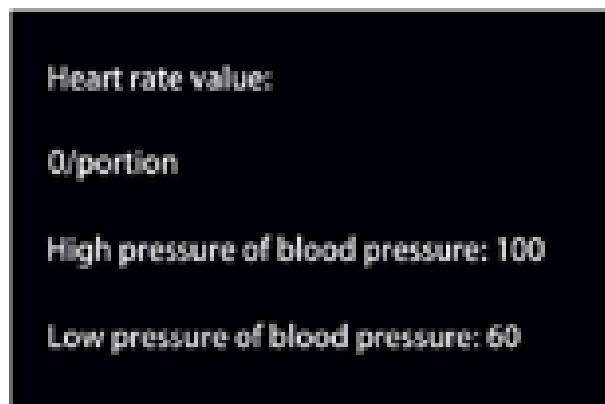 Heart rate value:
0/portion
High pressure of blood pressure: 100
Low pressure of blood pressure: 60